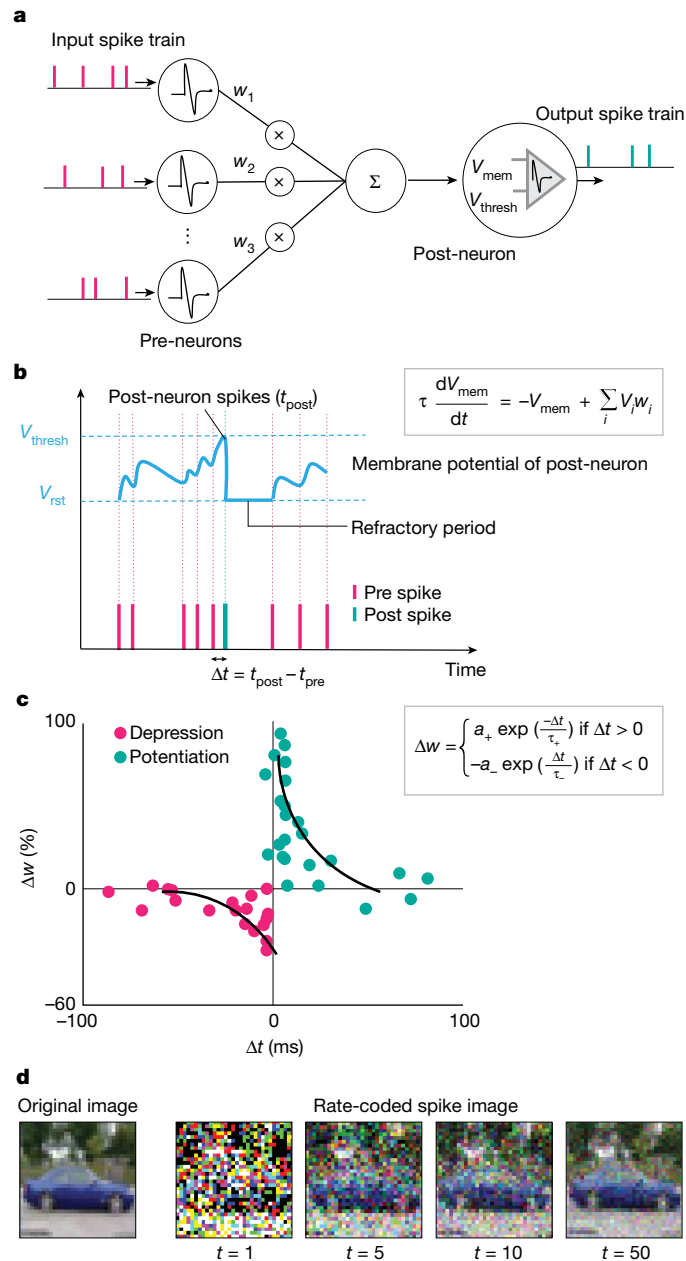 a
Input spike train
w1
Output spike train
w2
Vmem
Σ
Vthresh
⋮
w3
Post-neuron
Pre-neurons
b
Post-neuron spikes (tpost)
τ dVmem/dt = −Vmem + ∑i Viwi
Vthresh
Membrane potential of post-neuron
Vrst
Refractory period
Pre spike
Post spike
Time
Δt = tpost − tpre
c
100
Depression
Potentiation
Δw = { a+ exp (−Δt/τ+) if Δt > 0
−a− exp (Δt/τ−) if Δt < 0
Δw (%)
0
−60
−100 0 100
Δt (ms)
d
Original image Rate-coded spike image
t = 1 t = 5 t = 10 t = 50